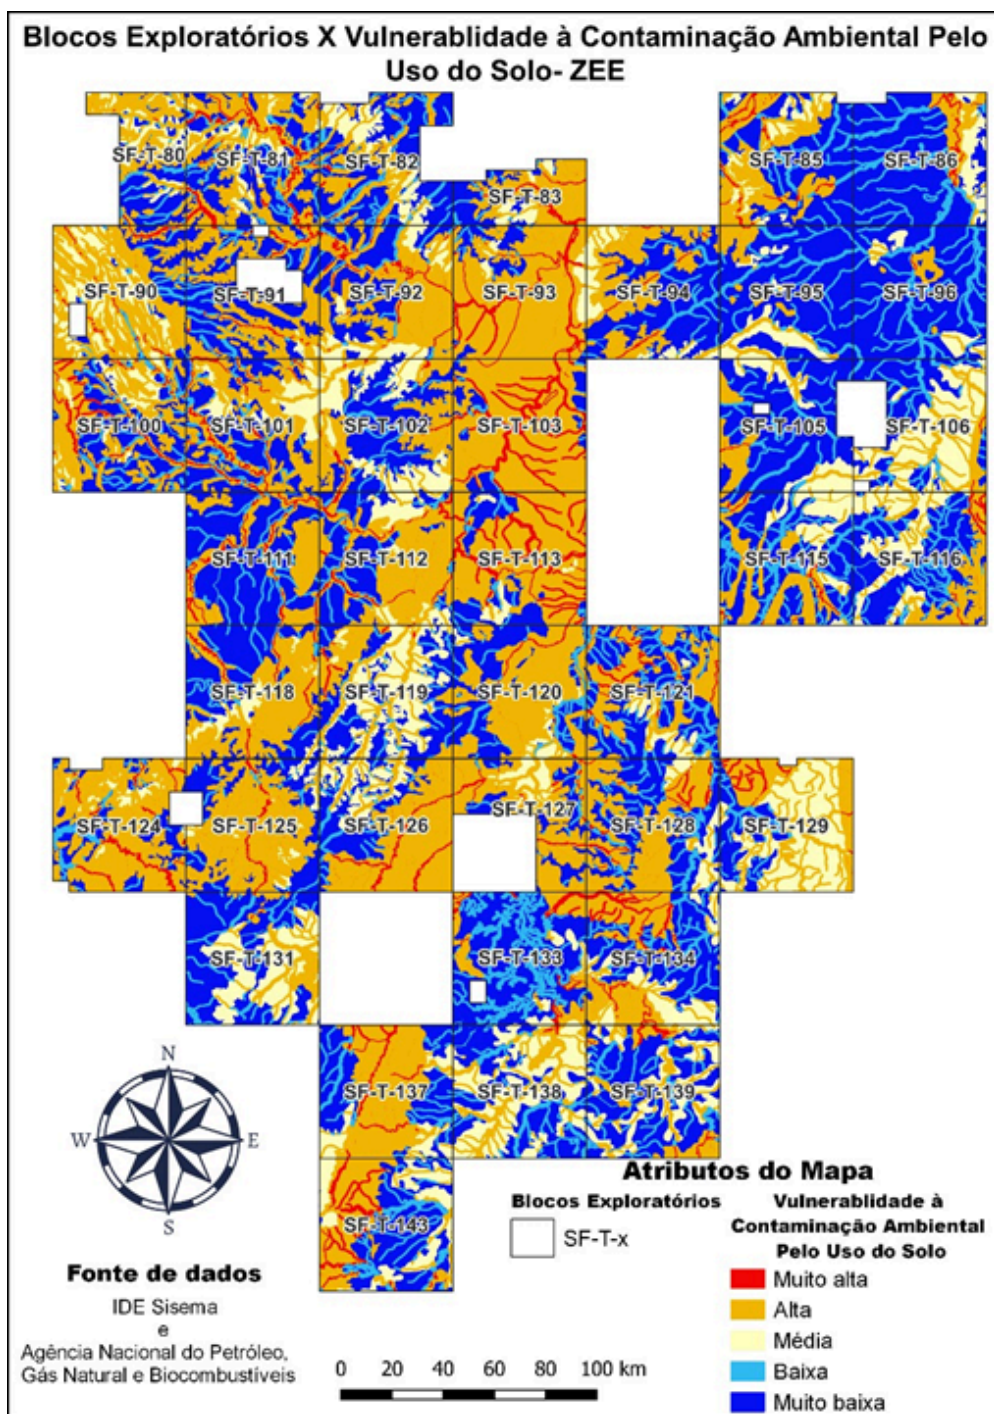 Blocos Exploratórios X Vulnerablidade à Contaminação Ambiental Pelo
Uso do Solo- ZEE
SF-T-80
SF-T-81
SF-T-82
SF-T-83
SF-T-85
SF-T-86
SF-T-90
SF-T-91
SF-T-92
SF-T-93
SF-T-94
SF-T-95
SF-T-96
SF-T-100
SF-T-101
SF-T-102
SF-T-103
SF-T-105
SF-T-106
SF-T-111
SF-T-112
SF-T-113
SF-T-115
SF-T-116
SF-T-118
SF-T-119
SF-T-120
SF-T-121
SF-T-124
SF-T-125
SF-T-126
SF-T-127
SF-T-128
SF-T-129
SF-T-131
SF-T-133
SF-T-134
SF-T-137
SF-T-138
SF-T-139
SF-T-143
N
W
E
S
Fonte de dados
IDE Sisema
e
Agência Nacional do Petróleo,
Gás Natural e Biocombustíveis
0 20 40 60 80 100 km
Atributos do Mapa
Blocos Exploratórios
SF-T-x
Vulnerablidade à
Contaminação Ambiental
Pelo Uso do Solo
Muito alta
Alta
Média
Baixa
Muito baixa